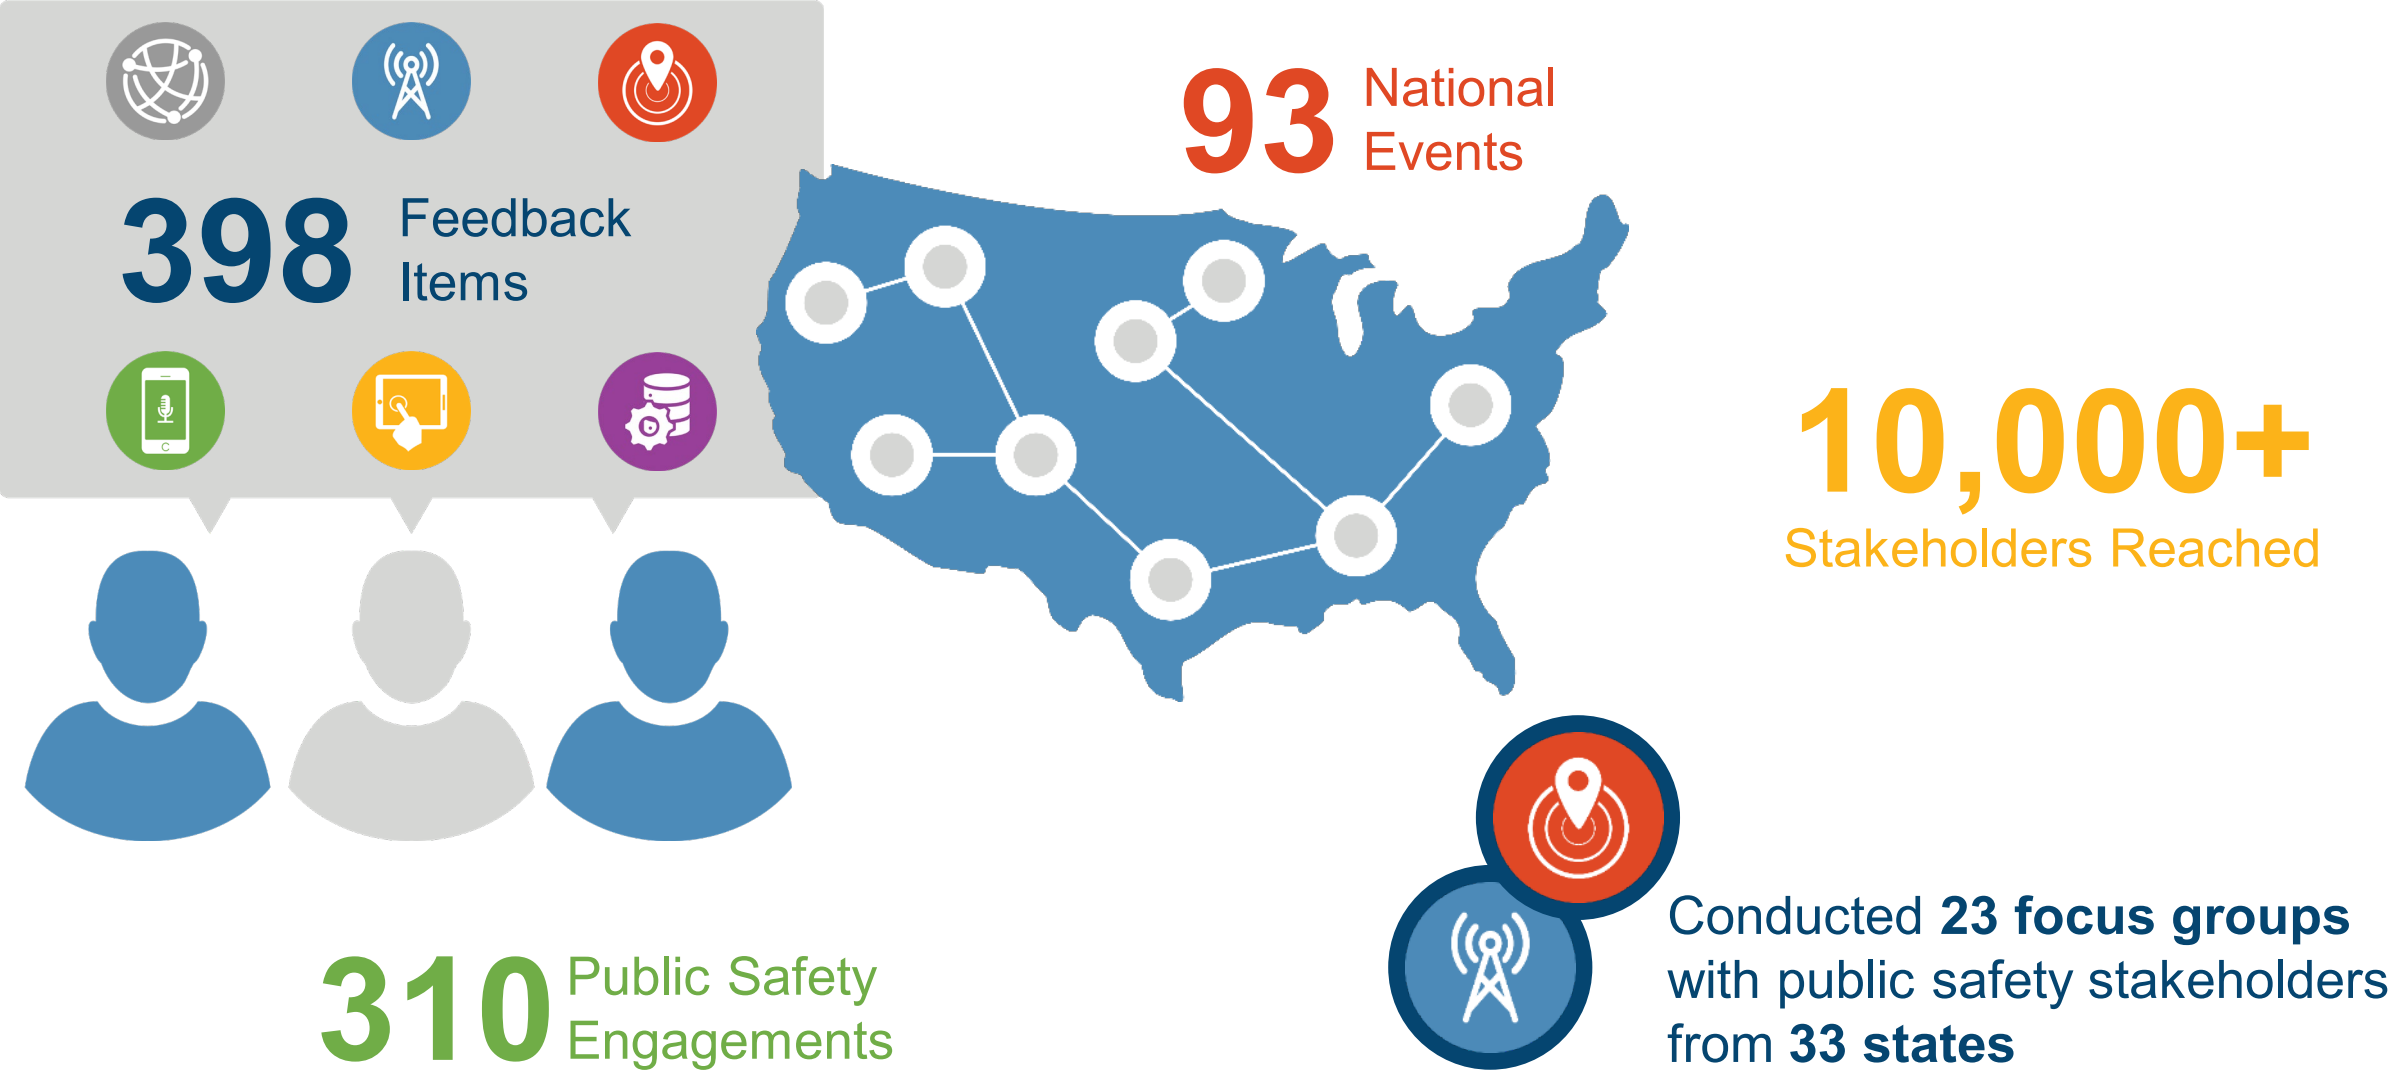 398 Feedback
Items
93 National
Events
10,000+
Stakeholders Reached
310 Public Safety
Engagements
Conducted 23 focus groups
with public safety stakeholders
from 33 states